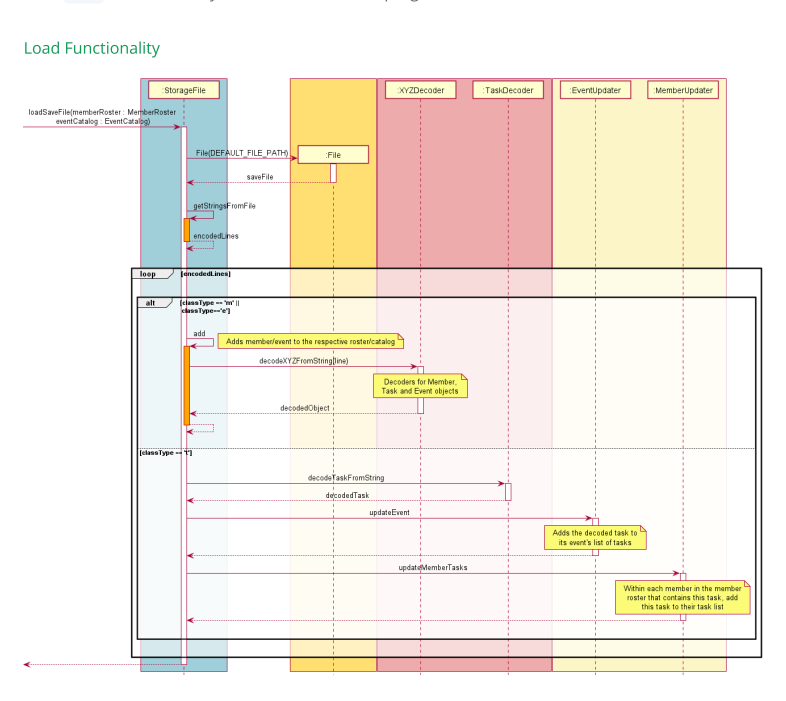 Load Functionality
:StorageFile
:XYZDecoder
:TaskDecoder
:EventUpdater
:MemberUpdater
loadSaveFile(memberRoster : MemberRoster
eventCatalog : EventCatalog)
File(DEFAULT_FILE_PATH)
:File
saveFile
getStringsFromFile
encodedLines
loop
[encodedLines]
alt
[classType == 'm' ||
classType=='e']
add
Adds member/event to the respective roster/catalog
decodeXYZFromString(line)
Decoders for Member,
Task and Event objects
decodedObject
[classType == 't']
decodeTaskFromString
decodedTask
updateEvent
Adds the decoded task to
its event's list of tasks
updateMemberTasks
Within each member in the member
roster that contains this task, add
this task to their task list